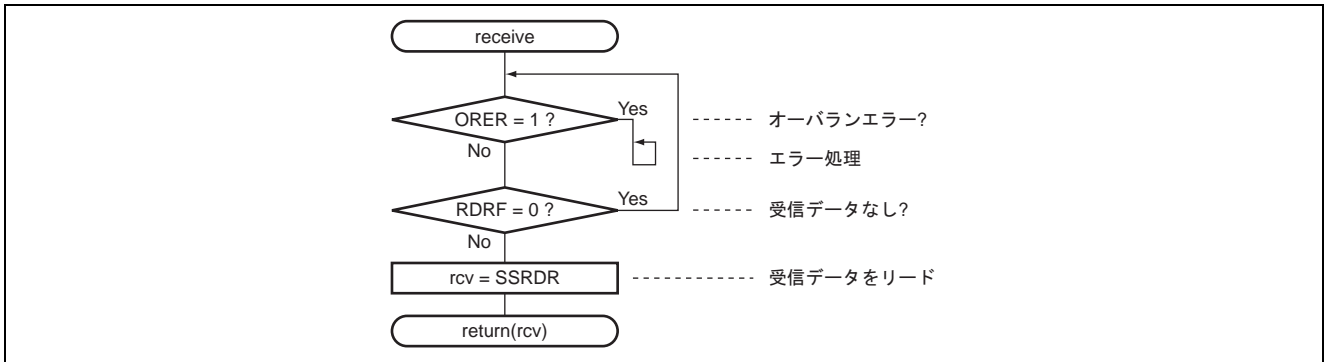 receive
ORER = 1 ?
Yes
オーバランエラー?
No
エラー処理
RDRF = 0 ?
Yes
受信データなし?
No
rcv = SSRDR
受信データをリード
return(rcv)